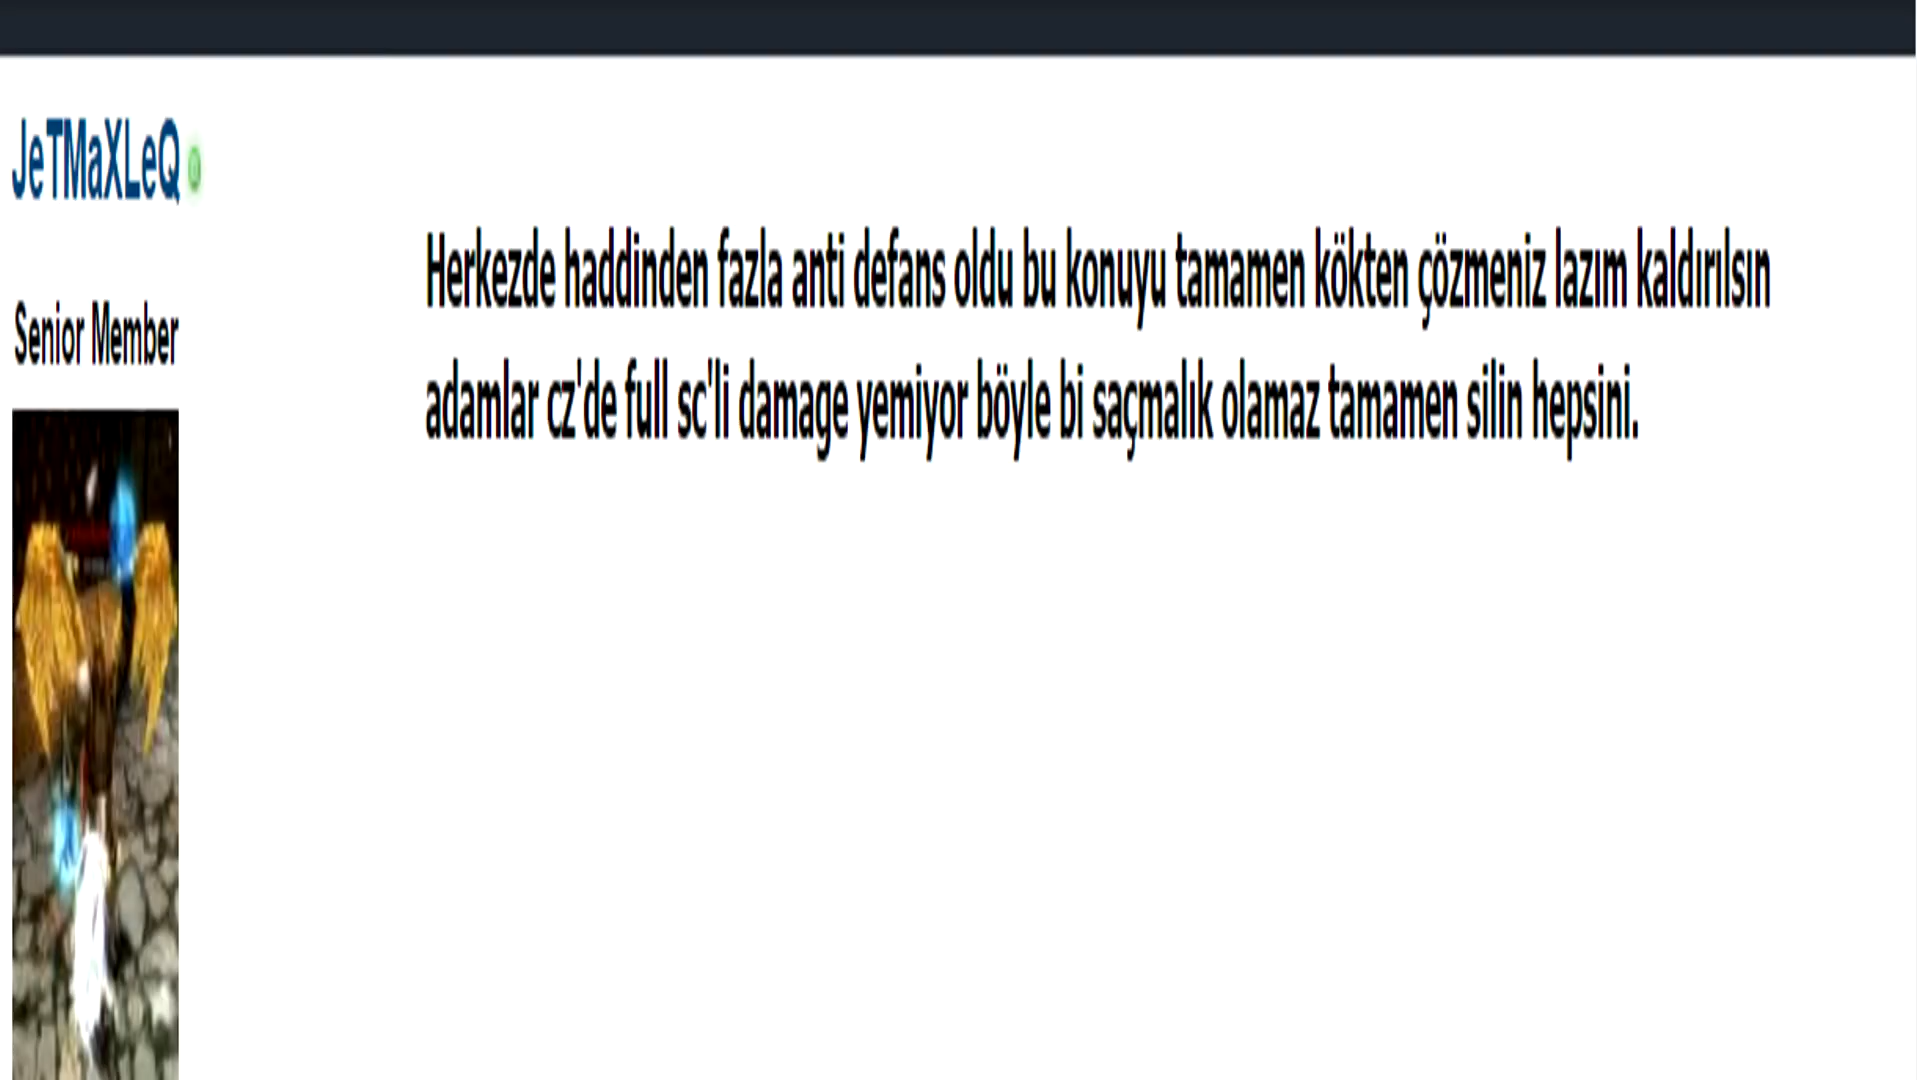 JeTMaXLeQ
Senior Member
Herkezde haddinden fazla anti defans oldu bu konuyu tamamen kökten çözmeniz lazım kaldırılsın
adamlar cz'de full sc'li damage yemiyor böyle bi saçmalık olamaz tamamen silin hepsini.